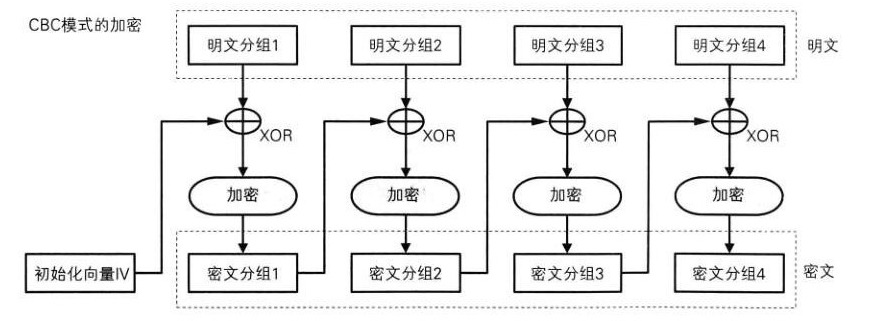 CBC模式的加密
明文分组1
明文分组2
明文分组3
明文分组4
明文
XOR
XOR
XOR
XOR
加密
加密
加密
加密
初始化向量IV
密文分组1
密文分组2
密文分组3
密文分组4
密文